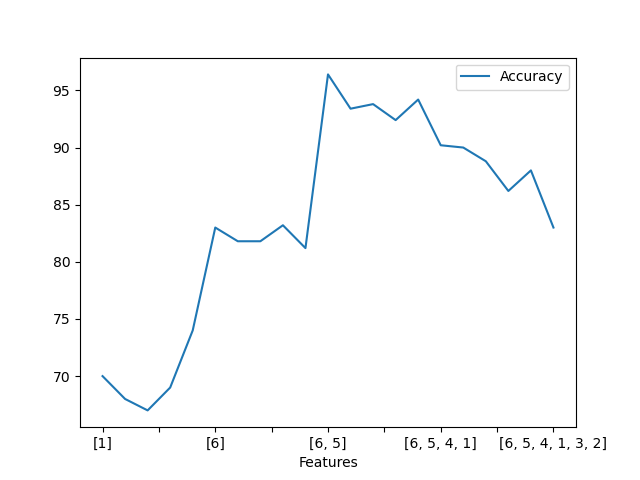 Accuracy
95
90
85
80
75
70
[1]
[6]
[6, 5]
[6, 5, 4, 1]
[6, 5, 4, 1, 3, 2]
Features